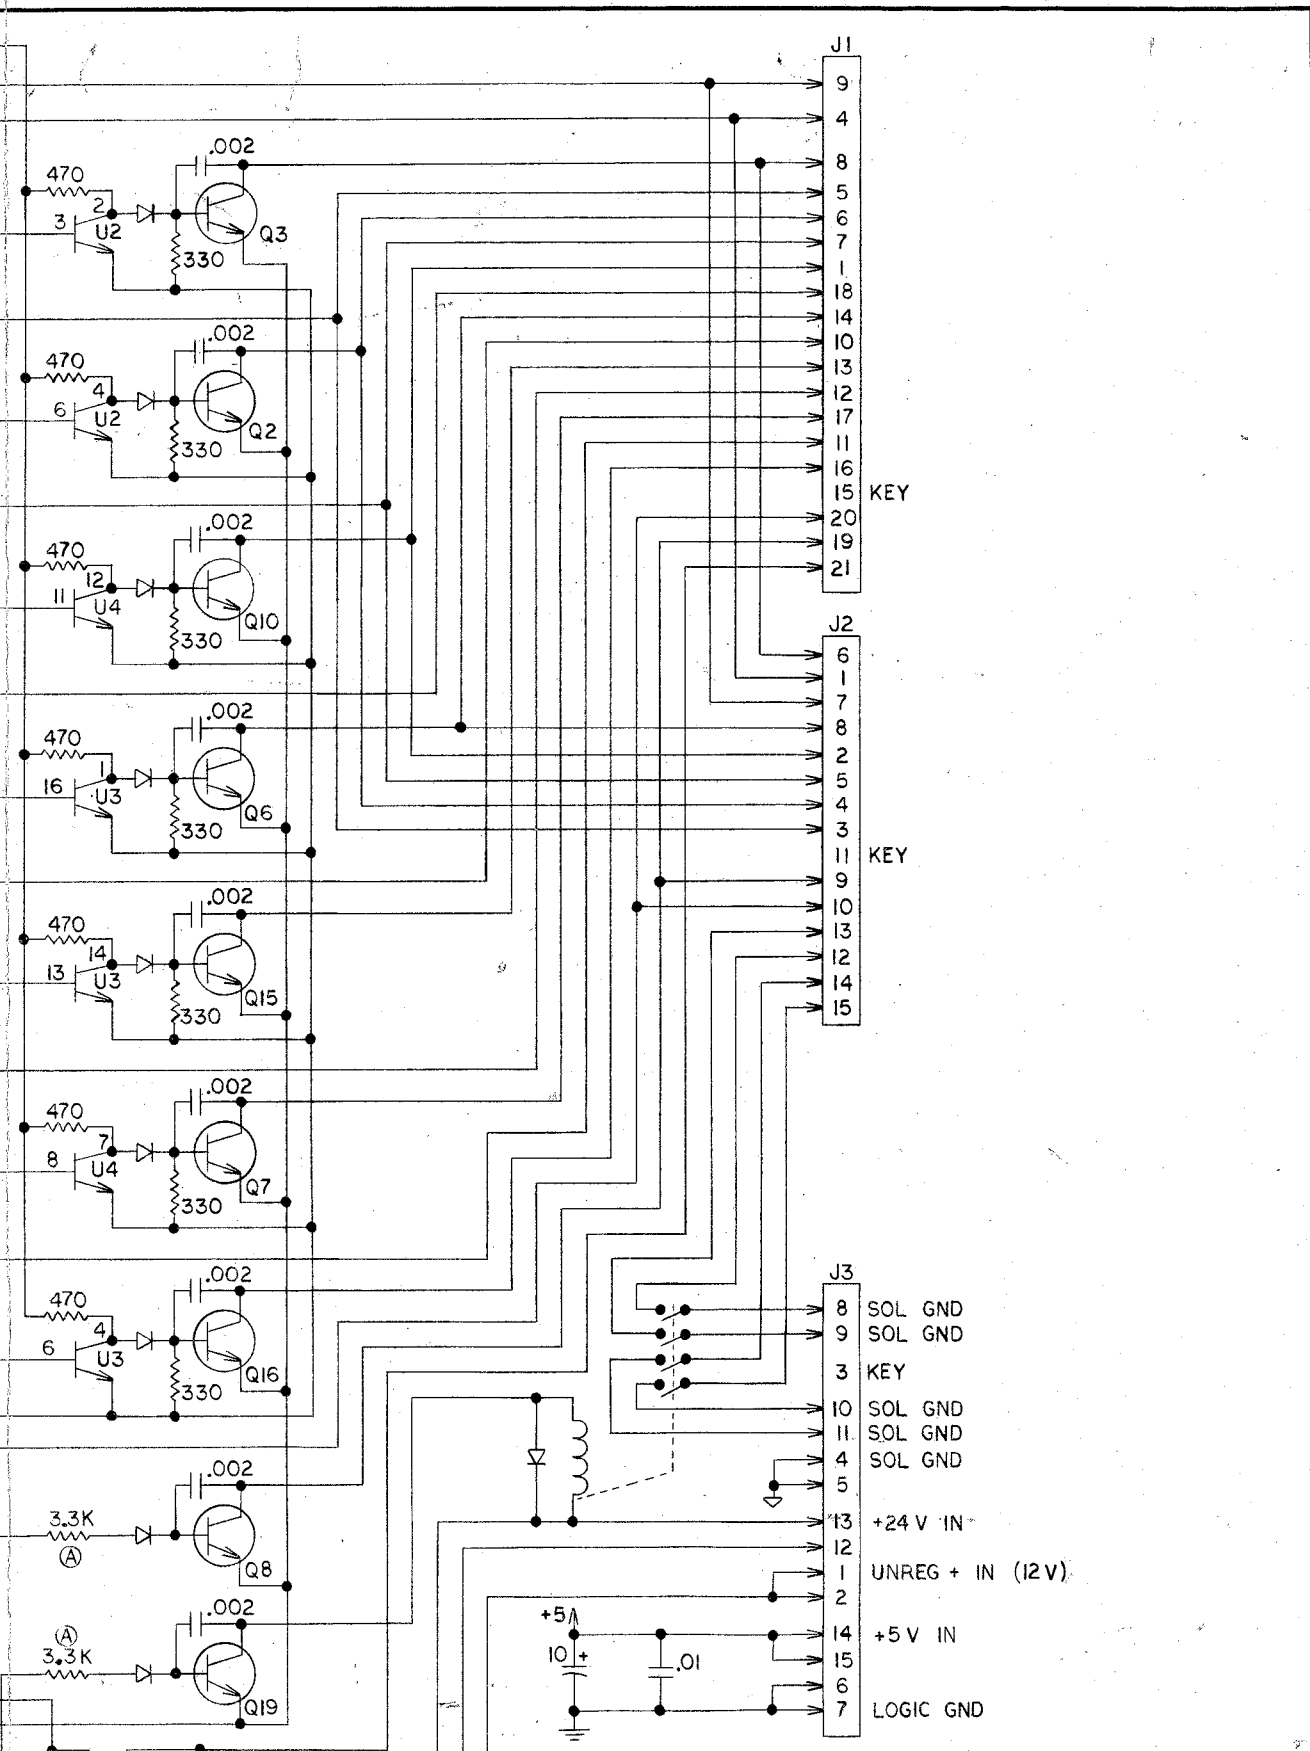 J1
9
4
8
5
6
7
1
18
14
10
13
12
17
11
16
15 KEY
20
19
21
J2
6
1
7
8
2
5
4
3
11 KEY
9
10
13
12
14
15
J3
8 SOL GND
9 SOL GND
3 KEY
10 SOL GND
11 SOL GND
4 SOL GND
5
13 +24 V IN
12
1 UNREG + IN (12V)
2
14 +5 V IN
15
6
7 LOGIC GND
.002
470
2
3
U2
Q3
330
.002
470
4
6
U2
Q2
330
.002
470
12
11
U4
Q10
330
.002
470
1
16
U3
Q6
330
.002
470
14
13
U3
Q15
330
.002
470
7
8
U4
Q7
330
.002
470
4
6
U3
Q16
330
.002
3.3K
A
Q8
.002
A
3.3K
Q19
+5
10 +
.01